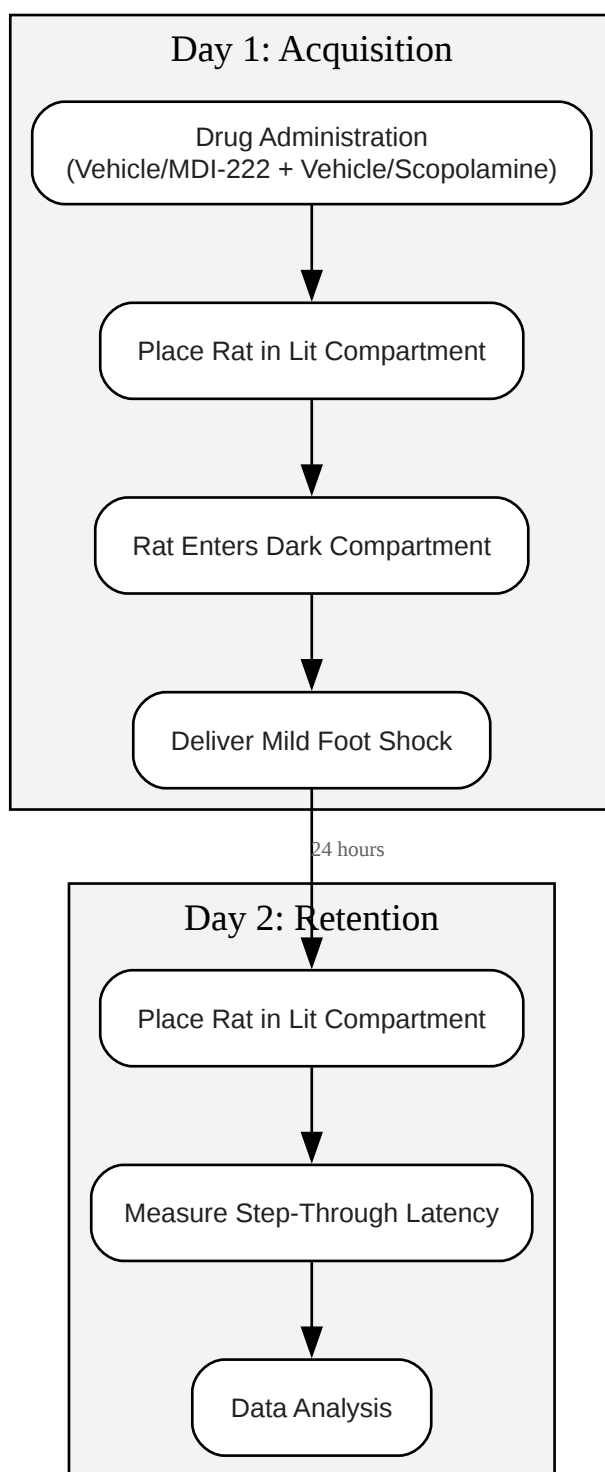 Day 1: Acquisition
Drug Administration
(Vehicle/MDI-222 + Vehicle/Scopolamine)
Place Rat in Lit Compartment
Rat Enters Dark Compartment
Deliver Mild Foot Shock
24 hours
Day 2: Retention
Place Rat in Lit Compartment
Measure Step-Through Latency
Data Analysis